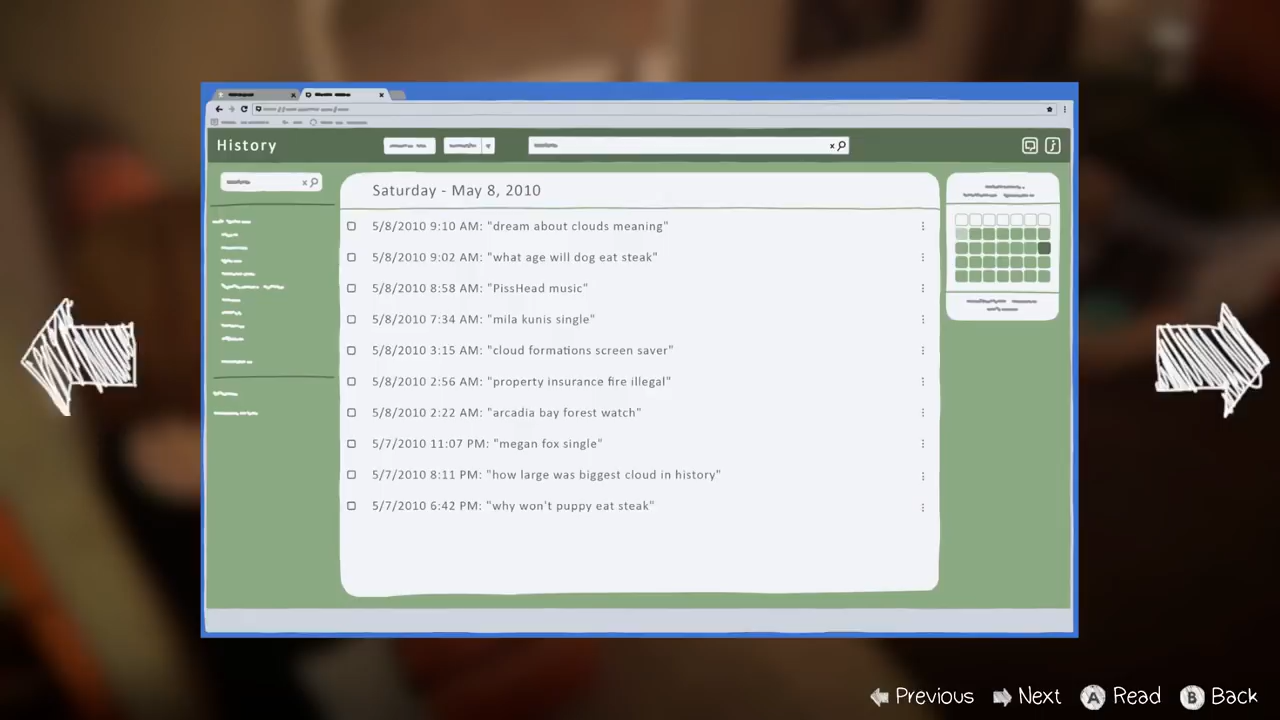 History
Saturday - May 8, 2010
5/8/2010 9:10 AM: "dream about clouds meaning"
5/8/2010 9:02 AM: "what age will dog eat steak"
5/8/2010 8:58 AM: "PissHead music"
5/8/2010 7:34 AM: "mila kunis single"
5/8/2010 3:15 AM: "cloud formations screen saver"
5/8/2010 2:56 AM: "property insurance fire illegal"
5/8/2010 2:22 AM: "arcadia bay forest watch"
5/7/2010 11:07 PM: "megan fox single"
5/7/2010 8:11 PM: "how large was biggest cloud in history"
5/7/2010 6:42 PM: "why won't puppy eat steak"
Previous Next A Read B Back